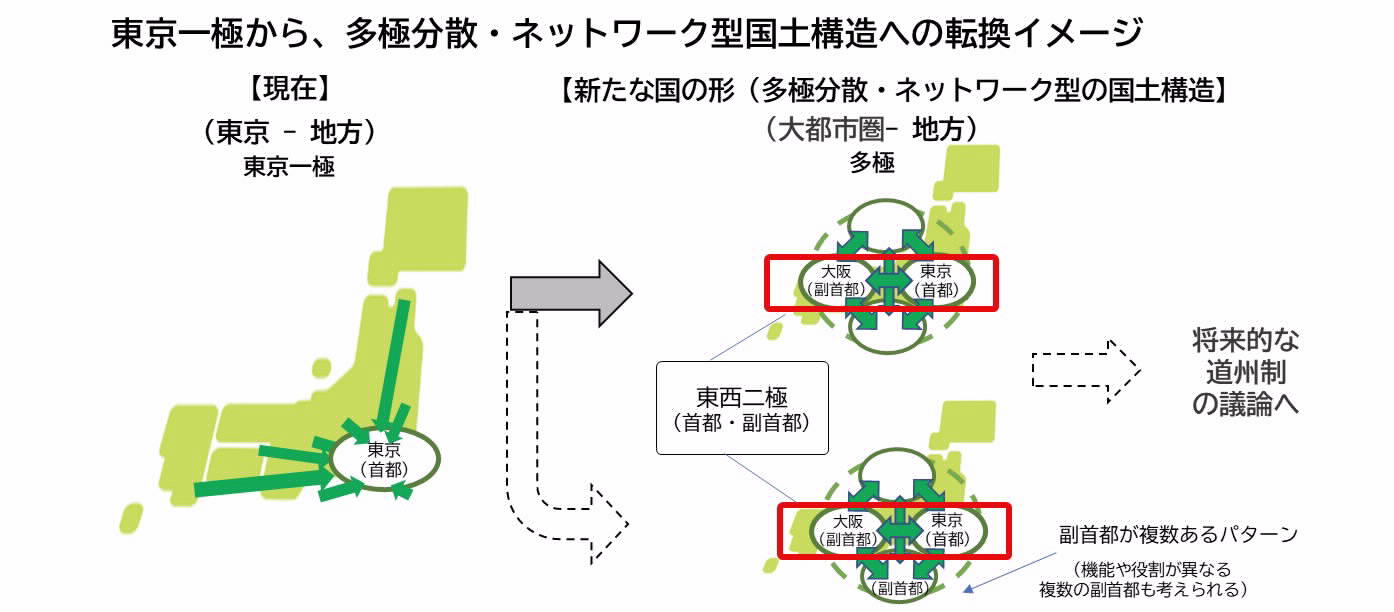 東京一極から、多極分散・ネットワーク型国土構造への転換イメージ
【現在】
（東京 - 地方）
東京一極
東京
（首都）
【新たな国の形（多極分散・ネットワーク型の国土構造】
（大都市圏- 地方）
多極
大阪
（副首都）
東京
（首都）
東西二極
（首都・副首都）
将来的な
道州制
の議論へ
大阪
（副首都）
東京
（首都）
（副首都）
副首都が複数あるパターン
（機能や役割が異なる
複数の副首都も考えられる）